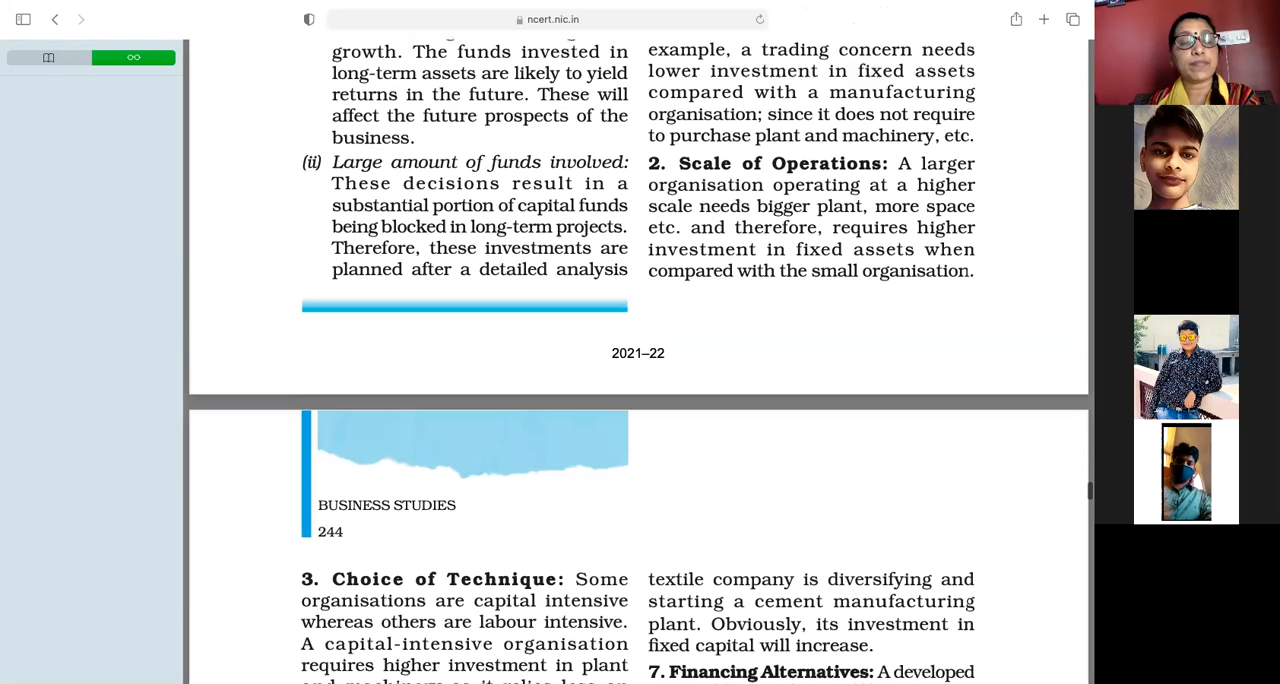 ncert.nic.in
growth. The funds invested in
long-term assets are likely to yield
returns in the future. These will
affect the future prospects of the
business.
(ii) Large amount of funds involved:
These decisions result in a
substantial portion of capital funds
being blocked in long-term projects.
Therefore, these investments are
planned after a detailed analysis
example, a trading concern needs
lower investment in fixed assets
compared with a manufacturing
organisation; since it does not require
to purchase plant and machinery, etc.
2. Scale of Operations: A larger
organisation operating at a higher
scale needs bigger plant, more space
etc. and therefore, requires higher
investment in fixed assets when
compared with the small organisation.
2021–22
BUSINESS STUDIES
244
3. Choice of Technique: Some
organisations are capital intensive
whereas others are labour intensive.
A capital-intensive organisation
requires higher investment in plant
textile company is diversifying and
starting a cement manufacturing
plant. Obviously, its investment in
fixed capital will increase.
7. Financing Alternatives: A developed